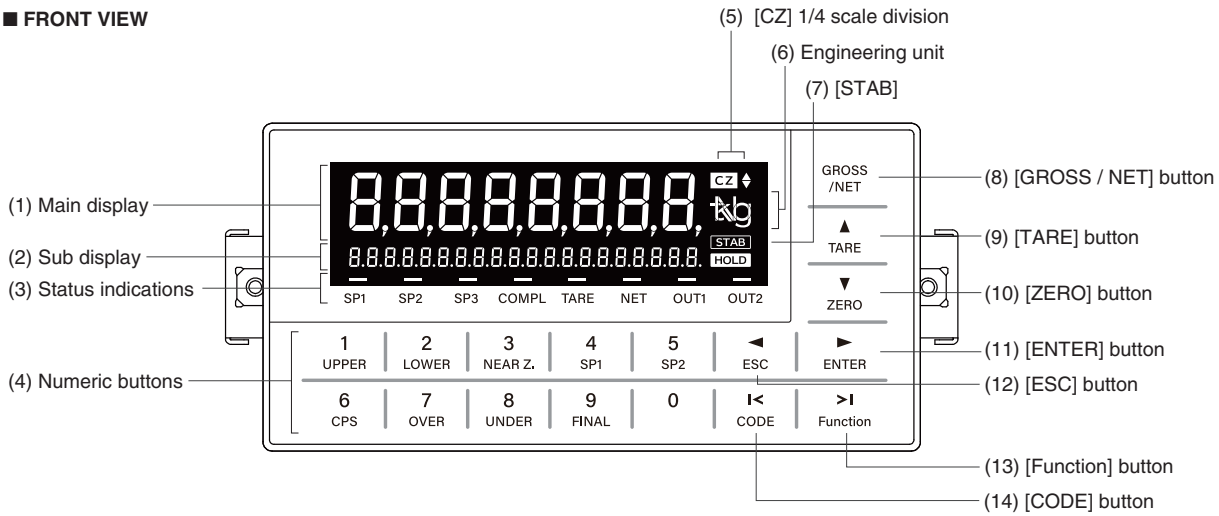 ■ FRONT VIEW
(5) [CZ] 1/4 scale division
(6) Engineering unit
(7) [STAB]
(1) Main display
(2) Sub display
(3) Status indications
(4) Numeric buttons
8,8,8,8,8,8,8,8,
CZ
tkg
8.8.8.8.8.8.8.8.8.8.8.8.8.8.8.8.8.
STAB
HOLD
SP1 SP2 SP3 COMPL TARE NET OUT1 OUT2
GROSS
/NET
▲
TARE
▼
ZERO
1 2 3 4 5 ◄ ►
UPPER LOWER NEAR Z. SP1 SP2 ESC ENTER
6 7 8 9 0 I< >I
CPS OVER UNDER FINAL CODE Function
(8) [GROSS / NET] button
(9) [TARE] button
(10) [ZERO] button
(11) [ENTER] button
(12) [ESC] button
(13) [Function] button
(14) [CODE] button